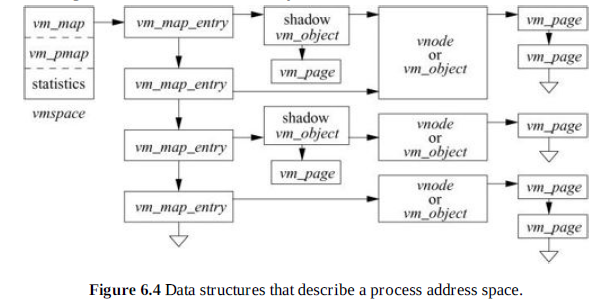 vm_map
vm_pmap
statistics
vmspace
vm_map_entry
vm_map_entry
vm_map_entry
vm_map_entry
shadow
vm_object
vm_page
shadow
vm_object
vm_page
vnode
or
vm_object
vnode
or
vm_object
vnode
or
vm_object
vm_page
vm_page
vm_page
vm_page
vm_page
Figure 6.4 Data structures that describe a process address space.